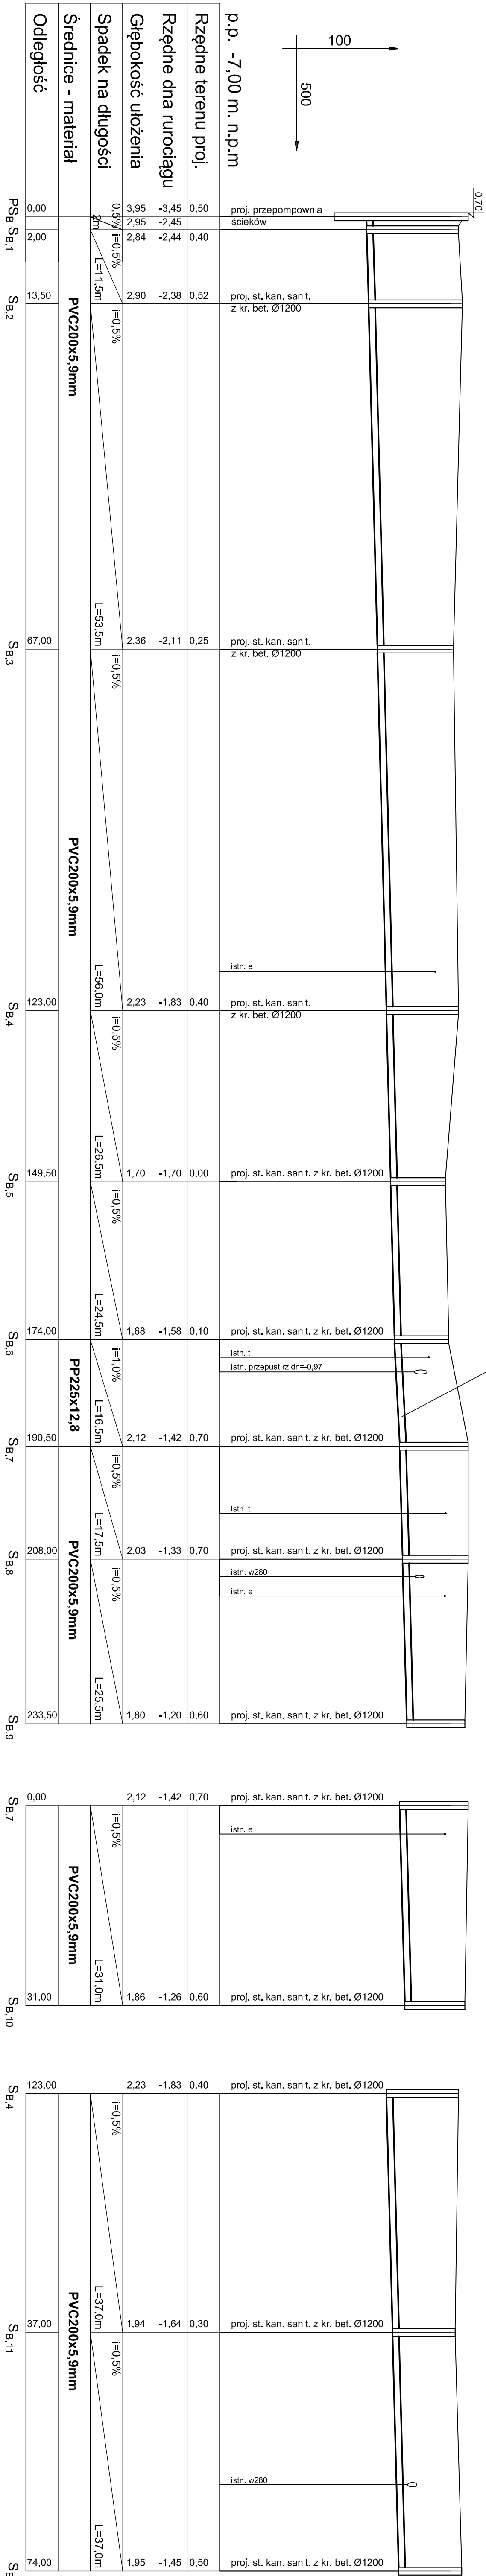 100
500
p.p.  -7,00 m. n.p.m
Rzędne terenu proj.
Rzędne dna rurociągu
Głębokość ułożenia
Spadek na długości
Średnice - materiał
Odległość
0,70
proj. przepompownia
ścieków
0,50
-3,45
3,95
-2,45
2,95
0,5%
2m
0,00
PSB
0,40
-2,44
2,84
i=0,5%
L=11,5m
2,00
SB,1
proj. st. kan. sanit.
z kr. bet. Ø1200
0,52
-2,38
2,90
i=0,5%
L=53,5m
PVC200x5,9mm
13,50
SB,2
proj. st. kan. sanit.
z kr. bet. Ø1200
0,25
-2,11
2,36
i=0,5%
L=56,0m
67,00
SB,3
PVC200x5,9mm
istn. e
proj. st. kan. sanit.
z kr. bet. Ø1200
0,40
-1,83
2,23
i=0,5%
L=26,5m
123,00
SB,4
proj. st. kan. sanit. z kr. bet. Ø1200
0,00
-1,70
1,70
i=0,5%
L=24,5m
149,50
SB,5
proj. st. kan. sanit. z kr. bet. Ø1200
0,10
-1,58
1,68
i=1,0%
L=16,5m
174,00
SB,6
istn. t
istn. przepust rz.dn=-0,97
PP225x12,8
proj. st. kan. sanit. z kr. bet. Ø1200
0,70
-1,42
2,12
i=0,5%
L=17,5m
190,50
SB,7
istn. t
proj. st. kan. sanit. z kr. bet. Ø1200
0,70
-1,33
2,03
i=0,5%
L=25,5m
PVC200x5,9mm
208,00
SB,8
istn. w280
istn. e
proj. st. kan. sanit. z kr. bet. Ø1200
0,60
-1,20
1,80
233,50
SB,9
proj. st. kan. sanit. z kr. bet. Ø1200
0,70
-1,42
2,12
i=0,5%
L=31,0m
0,00
SB,7
istn. e
PVC200x5,9mm
proj. st. kan. sanit. z kr. bet. Ø1200
0,60
-1,26
1,86
31,00
SB,10
proj. st. kan. sanit. z kr. bet. Ø1200
0,40
-1,83
2,23
i=0,5%
L=37,0m
123,00
SB,4
proj. st. kan. sanit. z kr. bet. Ø1200
0,30
-1,64
1,94
i=0,5%
L=37,0m
PVC200x5,9mm
37,00
SB,11
istn. w280
proj. st. kan. sanit. z kr. bet. Ø1200
0,50
-1,45
1,95
74,00